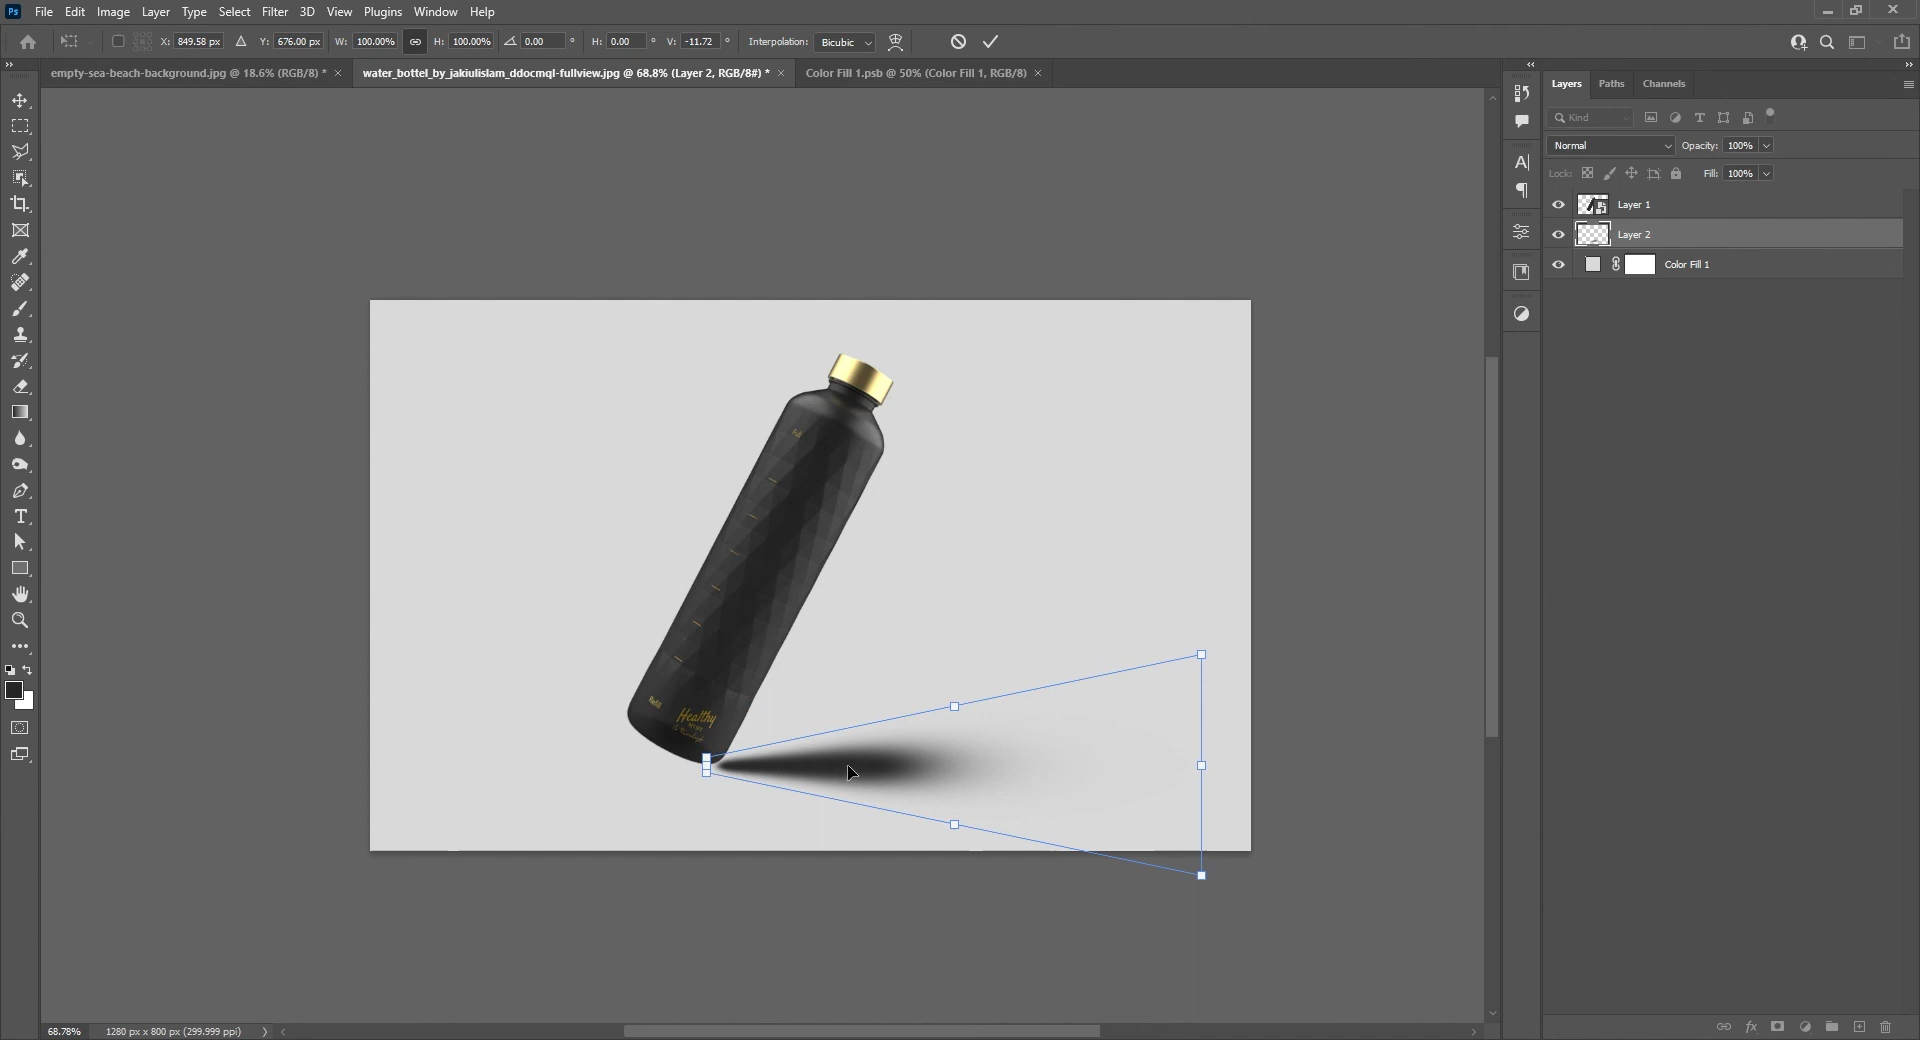 Ps File Edit Image Layer Type Select Filter 3D View Plugins Window Help
X: 849.58 px Y: 676.00 px W: 100.00% H: 100.00% 0.00 ° H: 0.00 ° V: -11.72 ° Interpolation: Bicubic
empty-sea-beach-background.jpg @ 18.6% (RGB/8) * × water_bottel_by_jakiulislam_ddocmql-fullview.jpg @ 68.8% (Layer 2, RGB/8#) * × Color Fill 1.psb @ 50% (Color Fill 1, RGB/8) ×
Layers Paths Channels
Kind
Normal Opacity: 100%
Lock: Fill: 100%
Layer 1
Layer 2
Color Fill 1
Full
Refill
Healthy
68.78% 1280 px x 800 px (299.999 ppi)